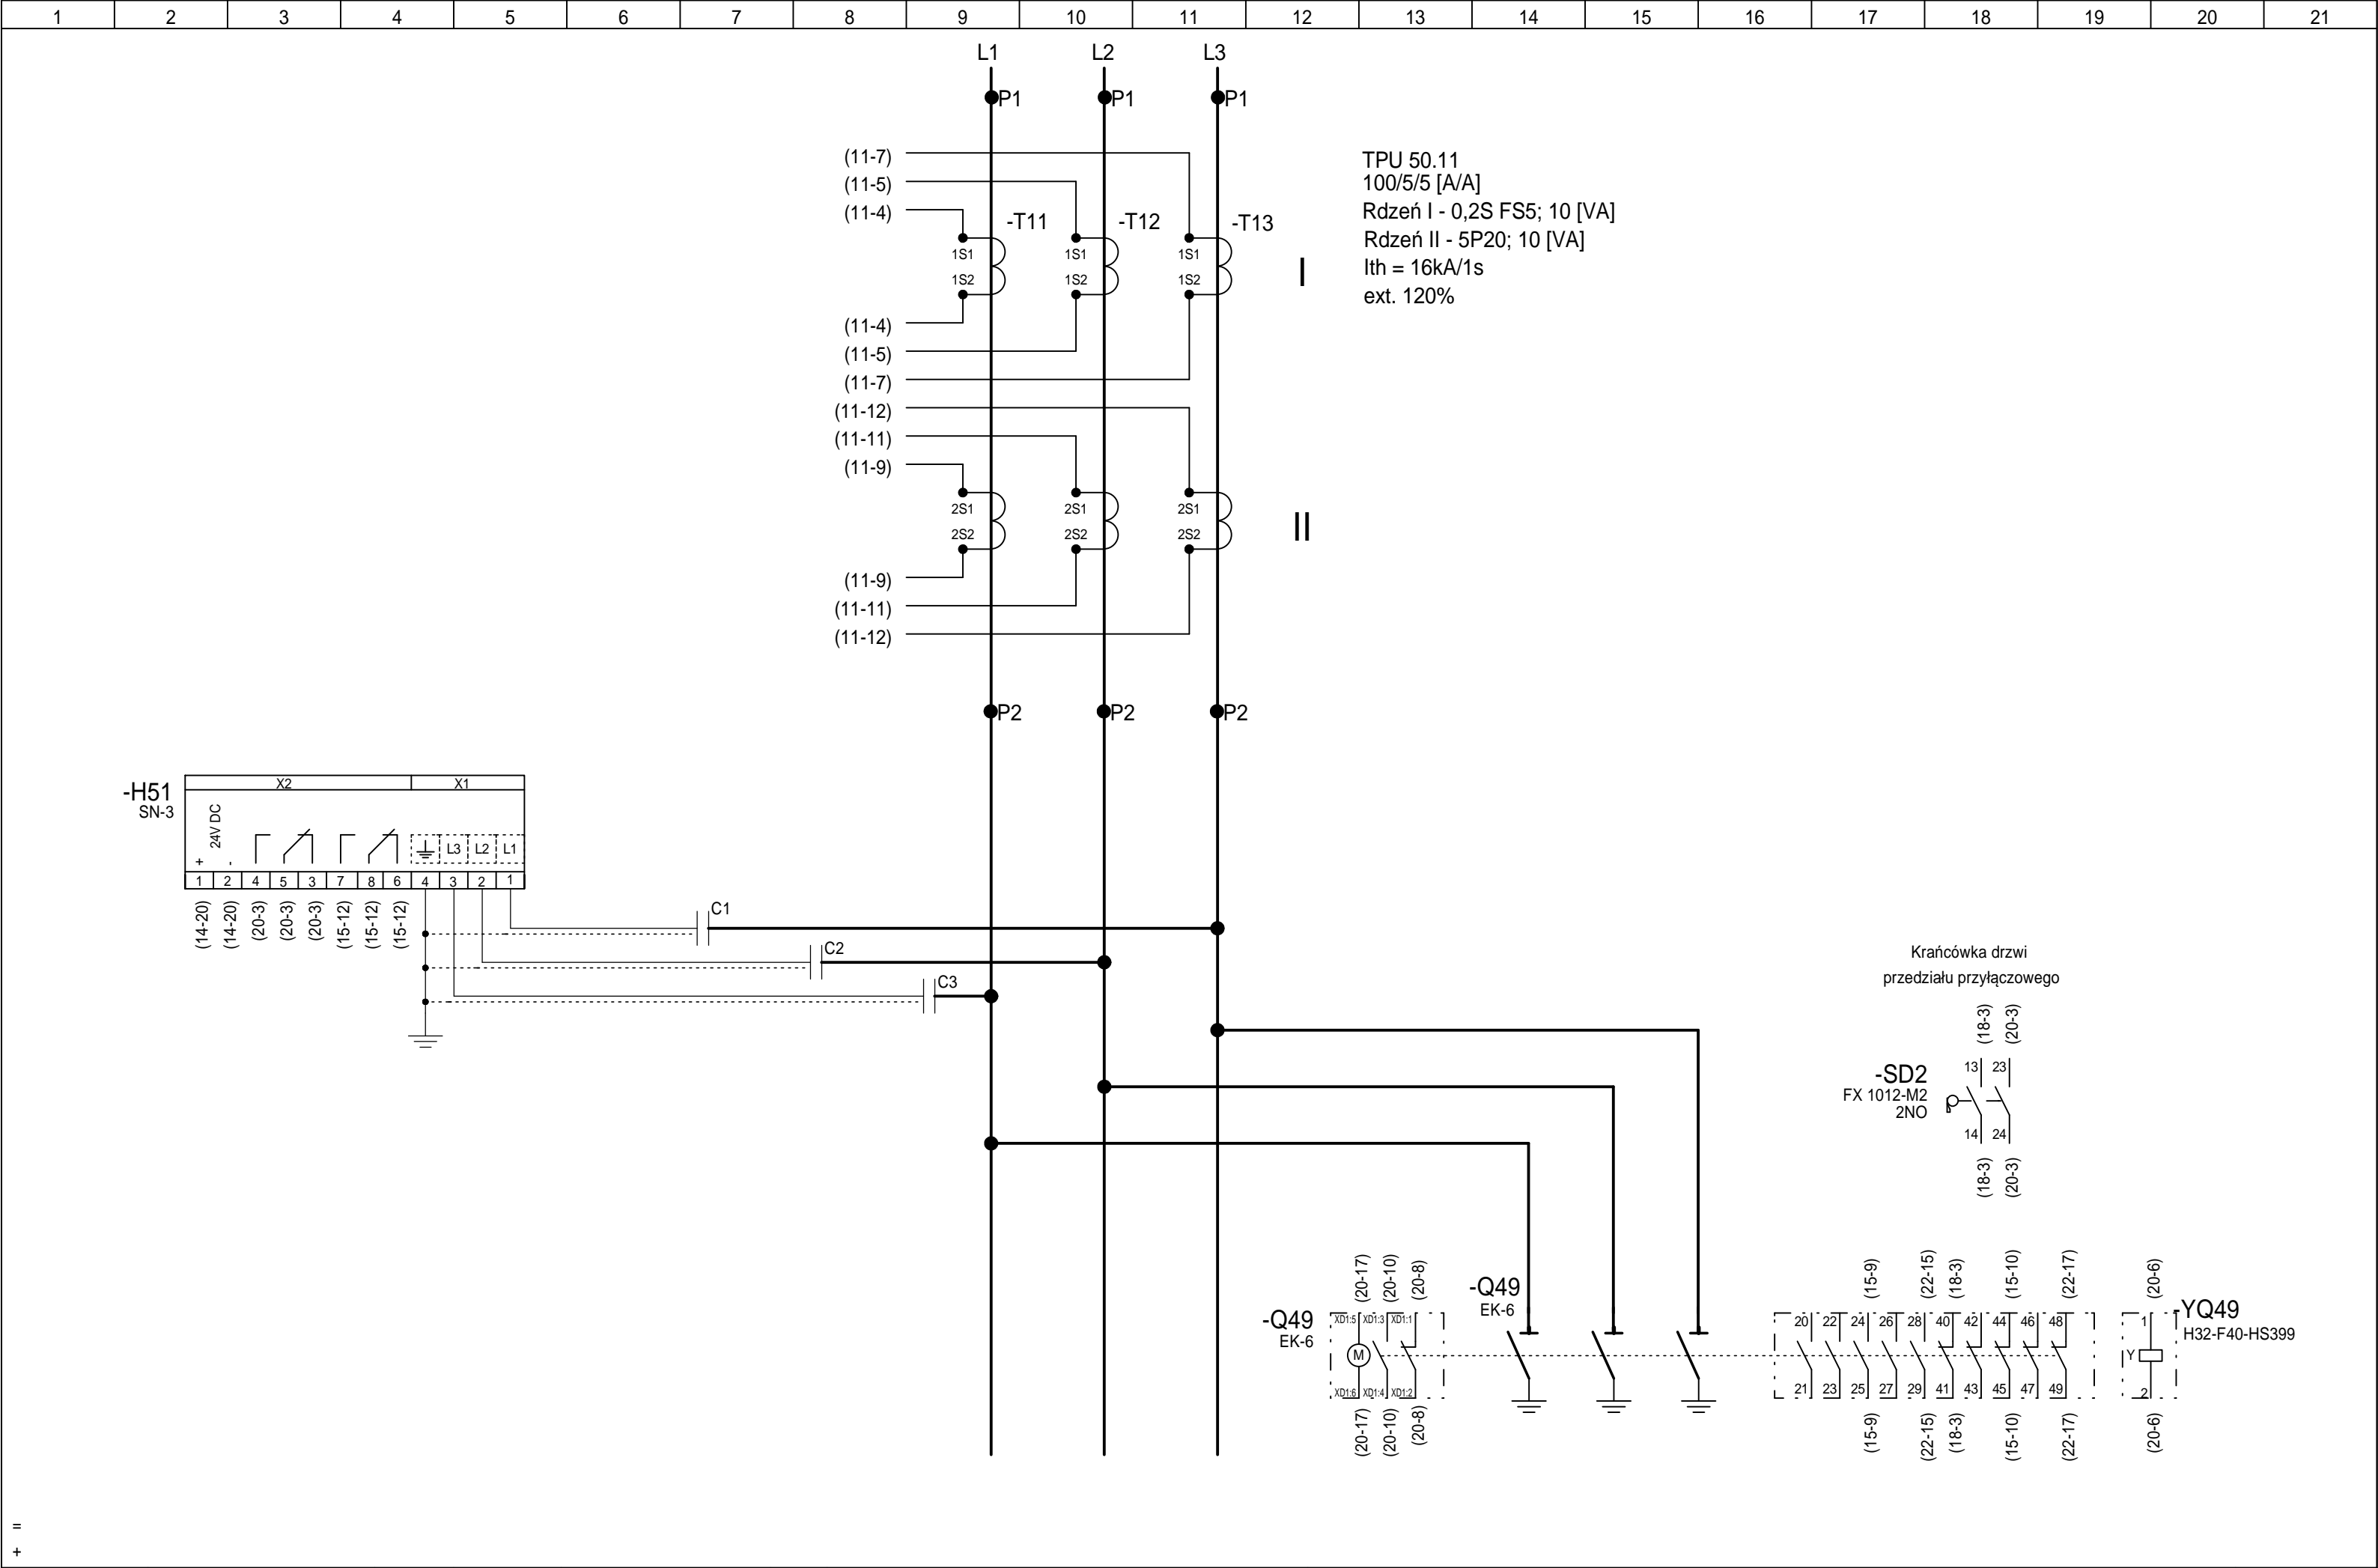 1 2 3 4 5 6 7 8 9 10 11 12 13 14 15 16 17 18 19 20 21
L1 L2 L3
P1 P1 P1
(11-7)
(11-5)
(11-4)
-T11 -T12 -T13
1S1 1S1 1S1
1S2 1S2 1S2
I
TPU 50.11
100/5/5 [A/A]
Rdzeń I - 0,2S FS5; 10 [VA]
Rdzeń II - 5P20; 10 [VA]
Ith = 16kA/1s
ext. 120%
(11-4)
(11-5)
(11-7)
(11-12)
(11-11)
(11-9)
2S1 2S1 2S1
2S2 2S2 2S2
II
(11-9)
(11-11)
(11-12)
P2 P2 P2
-H51
SN-3
X2 X1
24V DC
+ -
L3 L2 L1
1 2 4 5 3 7 8 6 4 3 2 1
(14-20) (14-20) (20-3) (20-3) (20-3) (15-12) (15-12) (15-12)
C1
C2
C3
Krańcówka drzwi
przedziału przyłączowego
(18-3) (20-3)
-SD2
FX 1012-M2
2NO
13 23
14 24
(18-3) (20-3)
(20-17) (20-10) (20-8)
-Q49
EK-6
XD1:5 XD1:3 XD1:1
M
XD1:6 XD1:4 XD1:2
(20-17) (20-10) (20-8)
-Q49
EK-6
(15-9) (22-15) (18-3) (15-10) (22-17)
20 22 24 26 28 40 42 44 46 48
21 23 25 27 29 41 43 45 47 49
(15-9) (22-15) (18-3) (15-10) (22-17)
(20-6)
-YQ49
H32-F40-HS399
1
Y
2
(20-6)
=
+